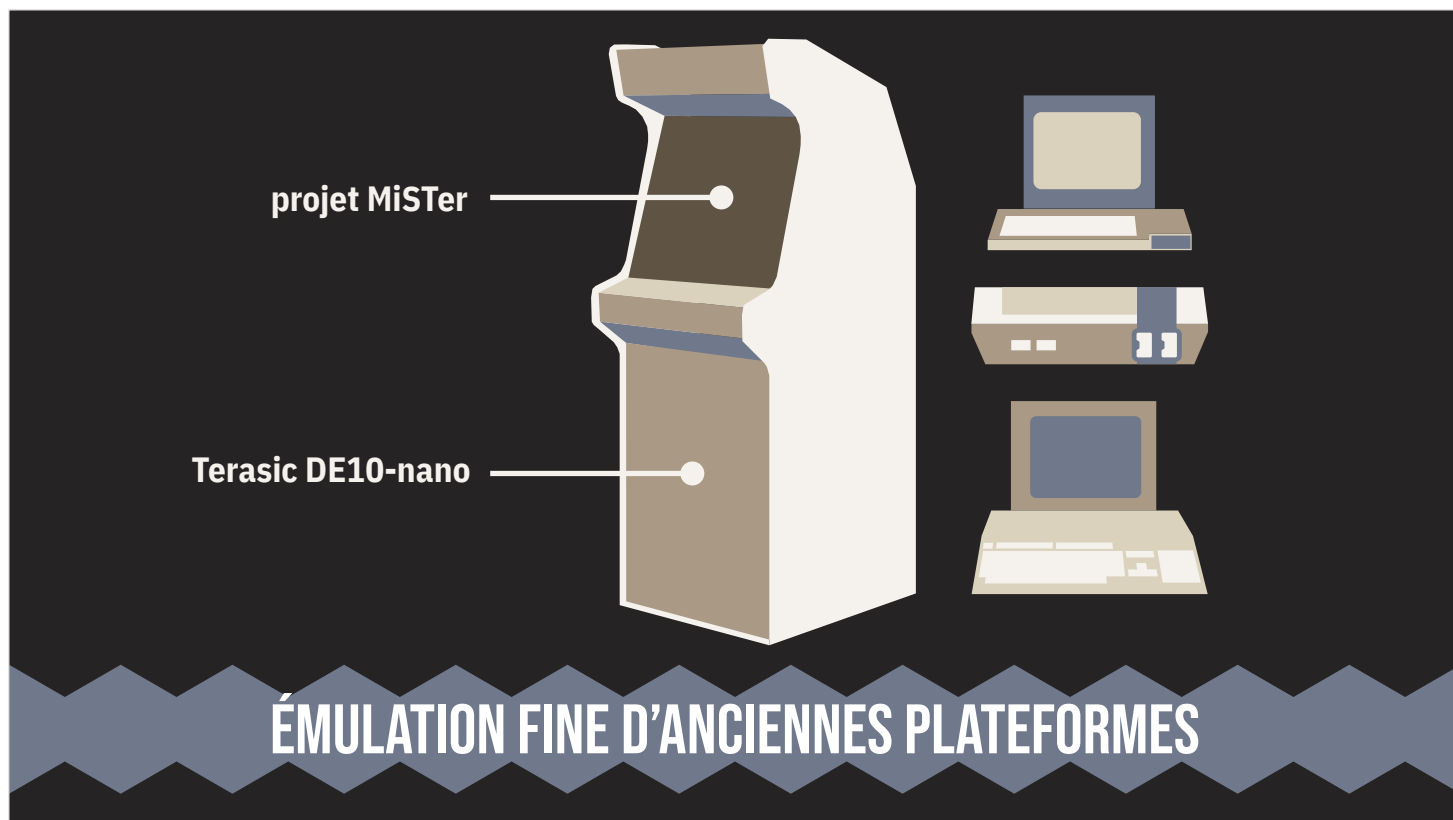 projet MiSTer
Terasic DE10-nano
ÉMULATION FINE D’ANCIENNES PLATEFORMES